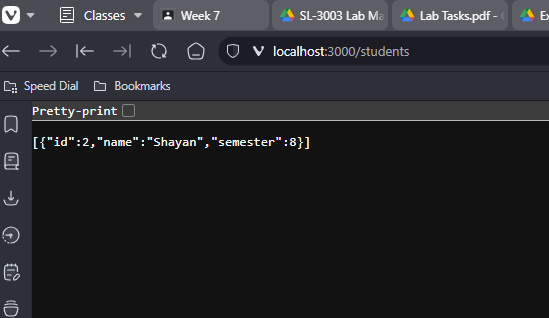 Classes
Week 7
SL-3003 Lab Ma
Lab Tasks.pdf - 
Ex
localhost:3000/students
Speed Dial
Bookmarks
Pretty-print
[{"id":2,"name":"Shayan","semester":8}]